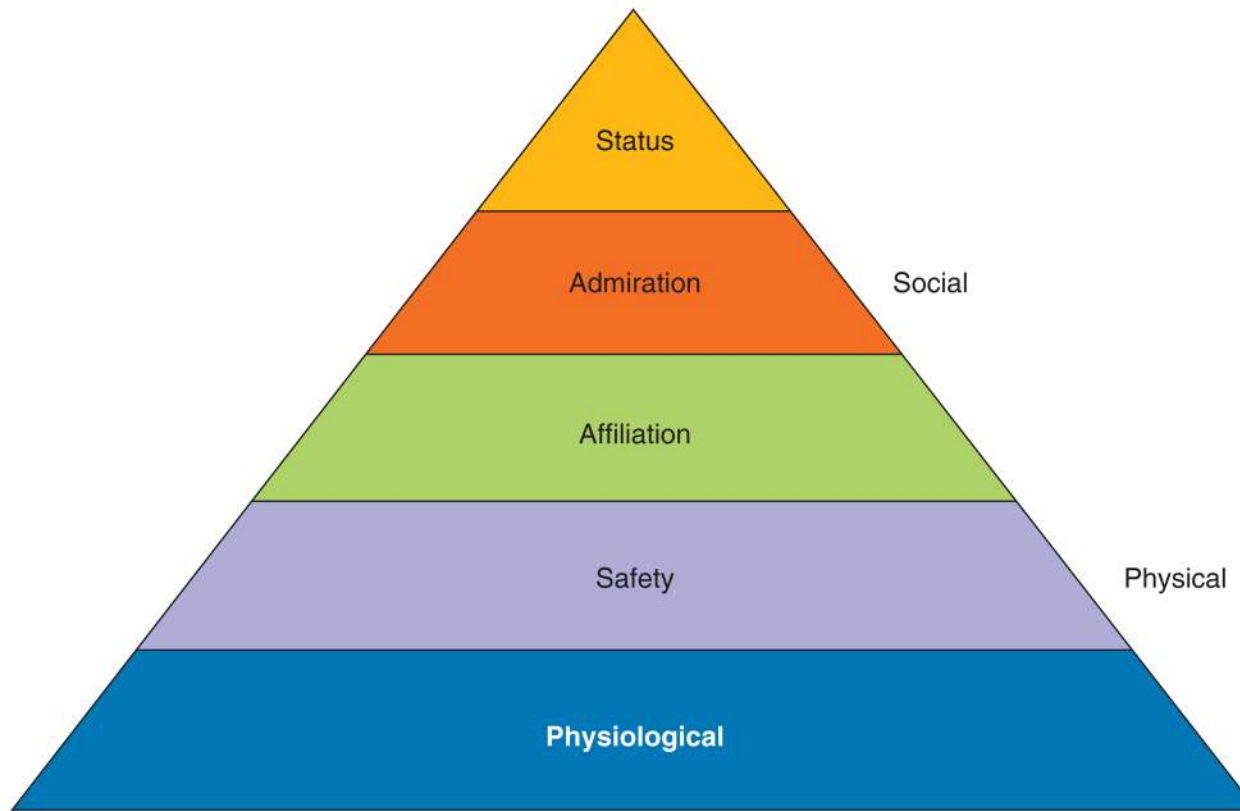 Status
Admiration
Social
Affiliation
Safety
Physical
Physiological